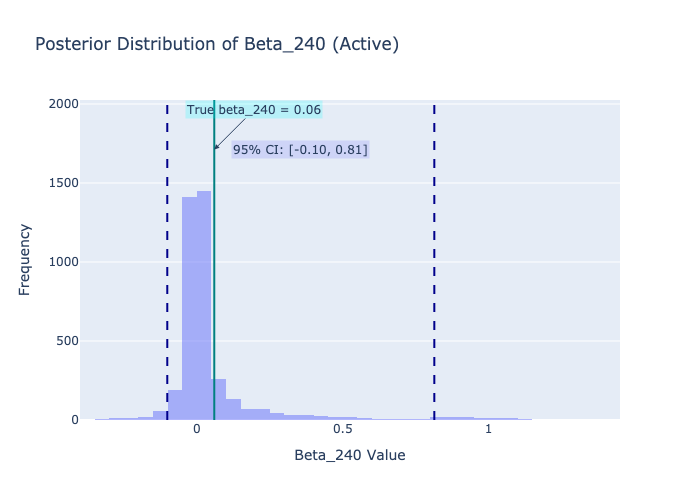 Posterior Distribution of Beta_240 (Active)
True beta_240 = 0.06
95% CI: [-0.10, 0.81]
2000
1500
1000
500
0
Frequency
0
0.5
1
Beta_240 Value